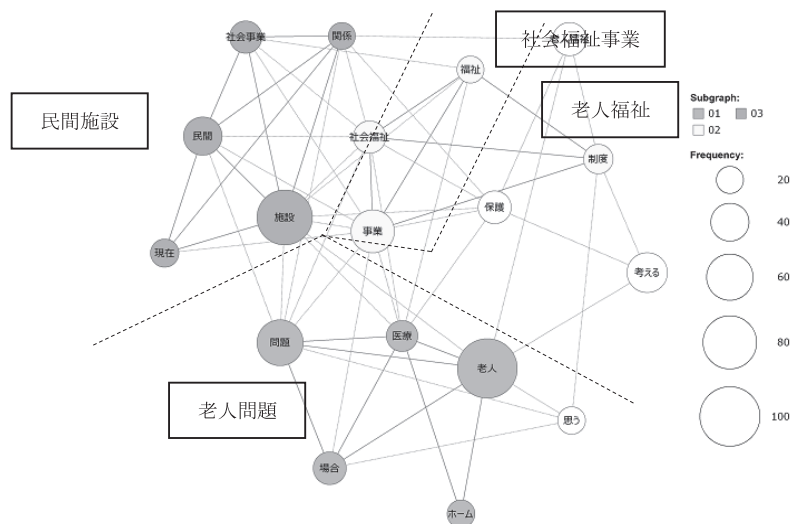 社会事業
関係
社会福祉事業
福祉
老人福祉
Subgraph:
01 03
02
民間施設
民間
社会福祉
制度
Frequency:
20
施設
保護
事業
40
現在
考える
60
問題
医療
80
老人
老人問題
思う
100
場合
ホーム